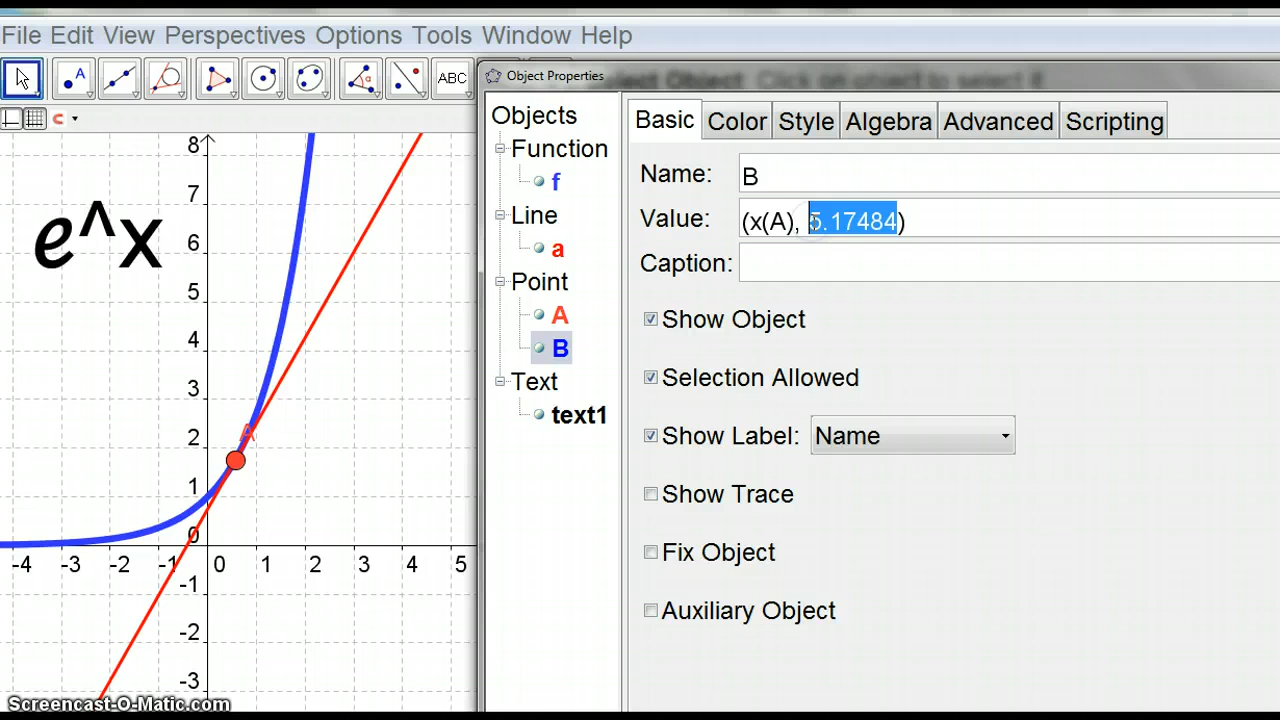 File Edit View Perspectives Options Tools Window Help
A
ABC
Object Properties
Objects
Function
f
Line
a
Point
A
B
Text
text1
Basic Color Style Algebra Advanced Scripting
Name: B
Value: (x(A), 5.17484)
Caption:
Show Object
Selection Allowed
Show Label: Name
Show Trace
Fix Object
Auxiliary Object
e^x
8
7
6
5
4
3
2
1
0
-1
-2
-3
-4 -3 -2 -1 0 1 2 3 4 5
A
Screencast-O-Matic.com